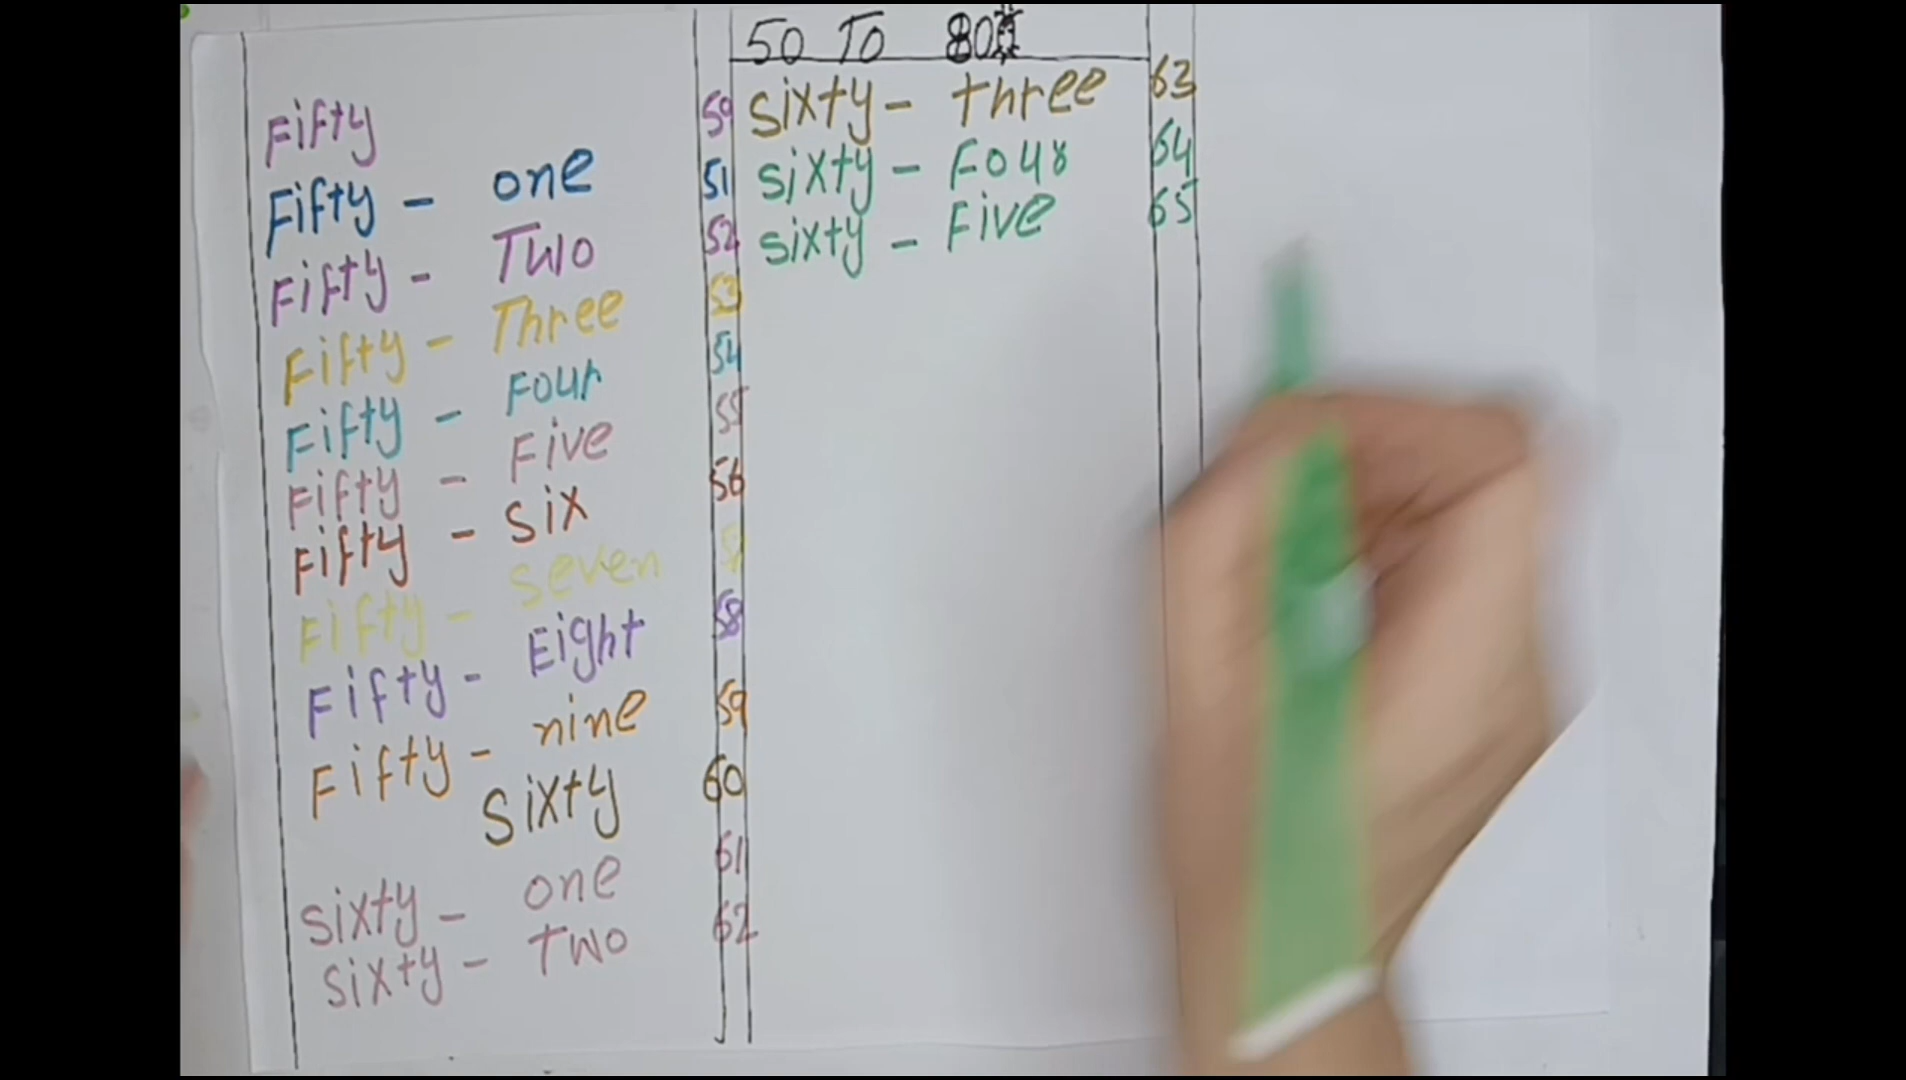 50 TO 80
Fifty 50
Fifty - one 51
Fifty - Two 52
Fifty - Three 53
Fifty - Four 54
Fifty - Five 55
Fifty - six 56
Fifty - seven
Fifty - Eight 58
Fifty - nine 59
sixty 60
sixty - one 61
sixty - Two 62
sixty - three 63
sixty - Four 64
sixty - Five 65